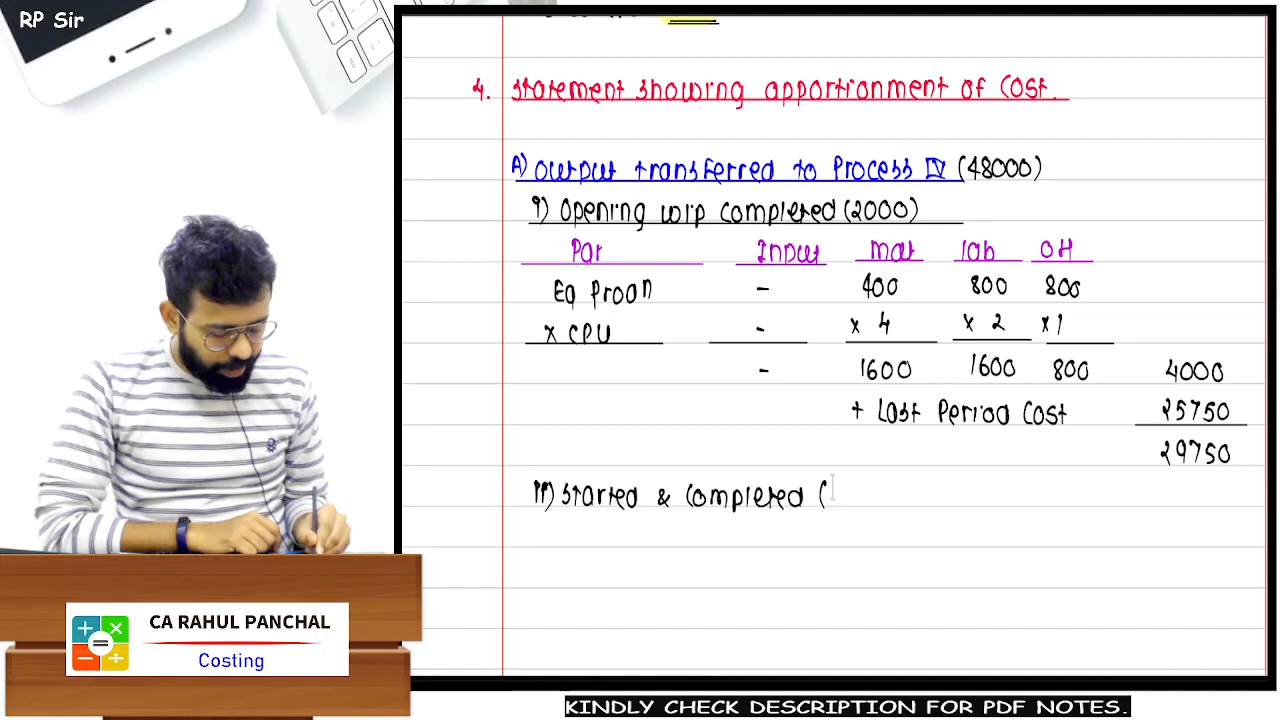 RP Sir
4. Statement showing apportionment of Cost.
A) Output transferred to Process IV (48000)
i) Opening wip completed (2000)
Par Input mat lab OH
Eq Prodn - 400 800 800
x CPU - x 4 x 2 x 1
- 1600 1600 800 4000
+ Last Period Cost 25750
29750
ii) Started & Completed (
CA RAHUL PANCHAL
Costing
KINDLY CHECK DESCRIPTION FOR PDF NOTES.